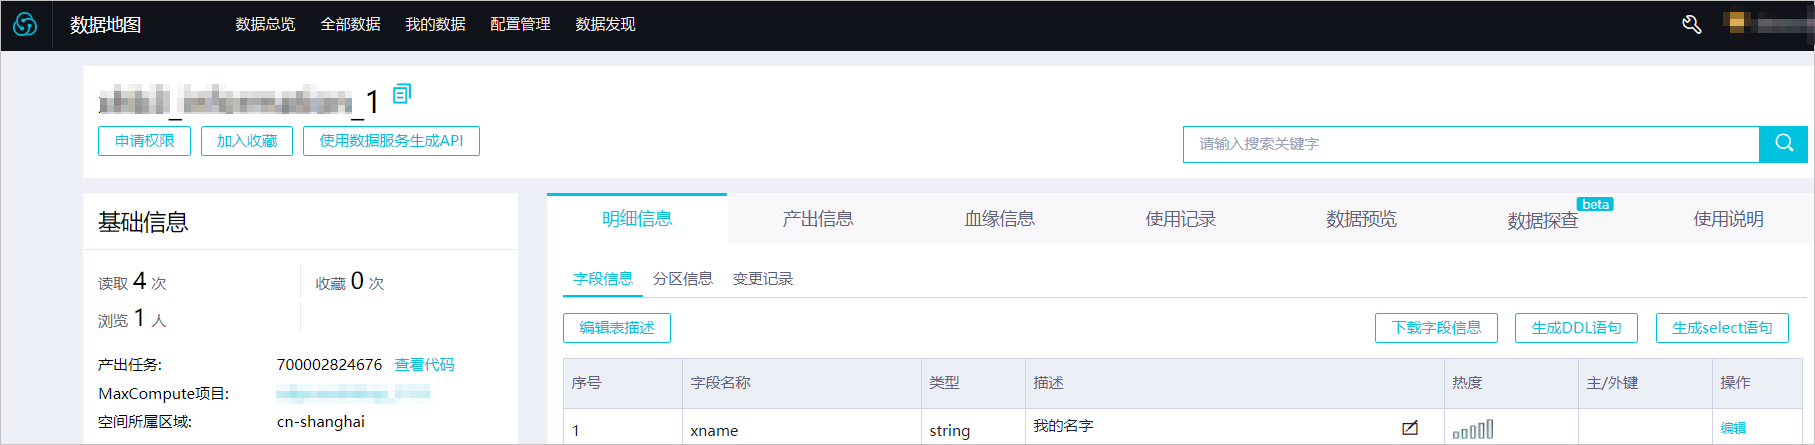 数据地图 数据总览 全部数据 我的数据 配置管理 数据发现
_1
申请权限 加入收藏 使用数据服务生成API
请输入搜索关键字
基础信息
读取 4 次 收藏 0 次
浏览 1 人
产出任务: 700002824676 查看代码
MaxCompute项目:
空间所属区域: cn-shanghai
明细信息 产出信息 血缘信息 使用记录 数据预览 数据探查 beta 使用说明
字段信息 分区信息 变更记录
编辑表描述 下载字段信息 生成DDL语句 生成select语句
序号 字段名称 类型 描述 热度 主/外键 操作
1 xname string 我的名字 编辑